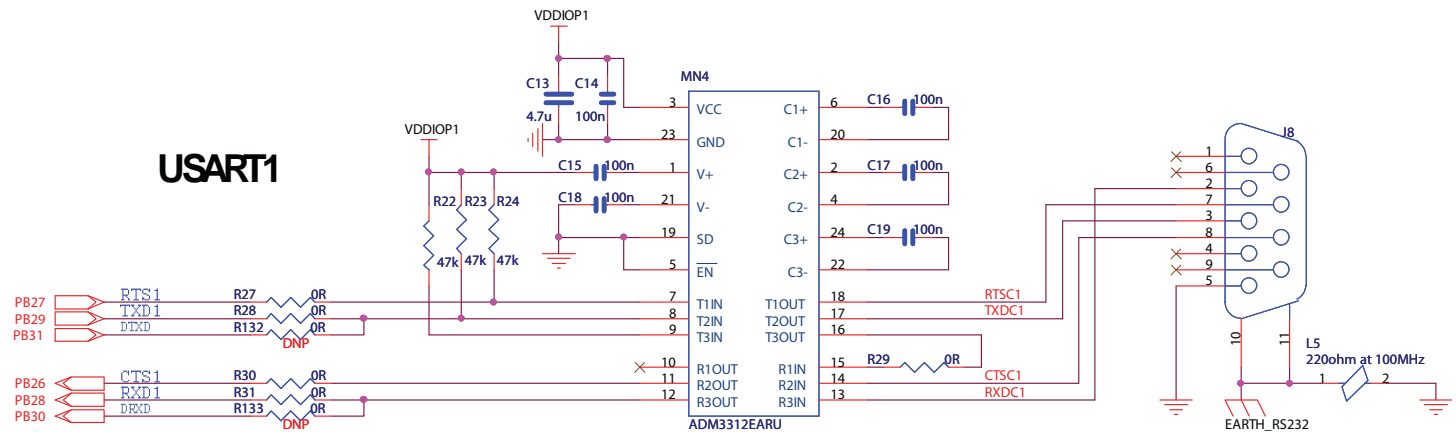 VDDIOP1
MN4
C13
C14
4.7u
100n
3
VCC
C1+
6
C16
100n
VDDIOP1
23
GND
C1-
20
J8
USART1
C15
100n
1
V+
C2+
2
C17
100n
1
6
2
7
3
8
4
9
5
C18
100n
21
V-
C2-
4
R22
R23
R24
47k
47k
47k
19
SD
C3+
24
C19
100n
5
EN
C3-
22
PB27
RTS1
R27
0R
7
T1IN
T1OUT
18
RTSC1
PB29
TXD1
R28
0R
8
T2IN
T2OUT
17
TXDC1
PB31
DTXD
R132
0R
DNP
9
T3IN
T3OUT
16
10
11
L5
220ohm at 100MHz
1
2
10
R1OUT
R1IN
15
R29
0R
PB26
CTS1
R30
0R
11
R2OUT
R2IN
14
CTSC1
PB28
RXD1
R31
0R
12
R3OUT
R3IN
13
RXDC1
PB30
DRXD
R133
0R
DNP
ADM3312EARU
EARTH_RS232